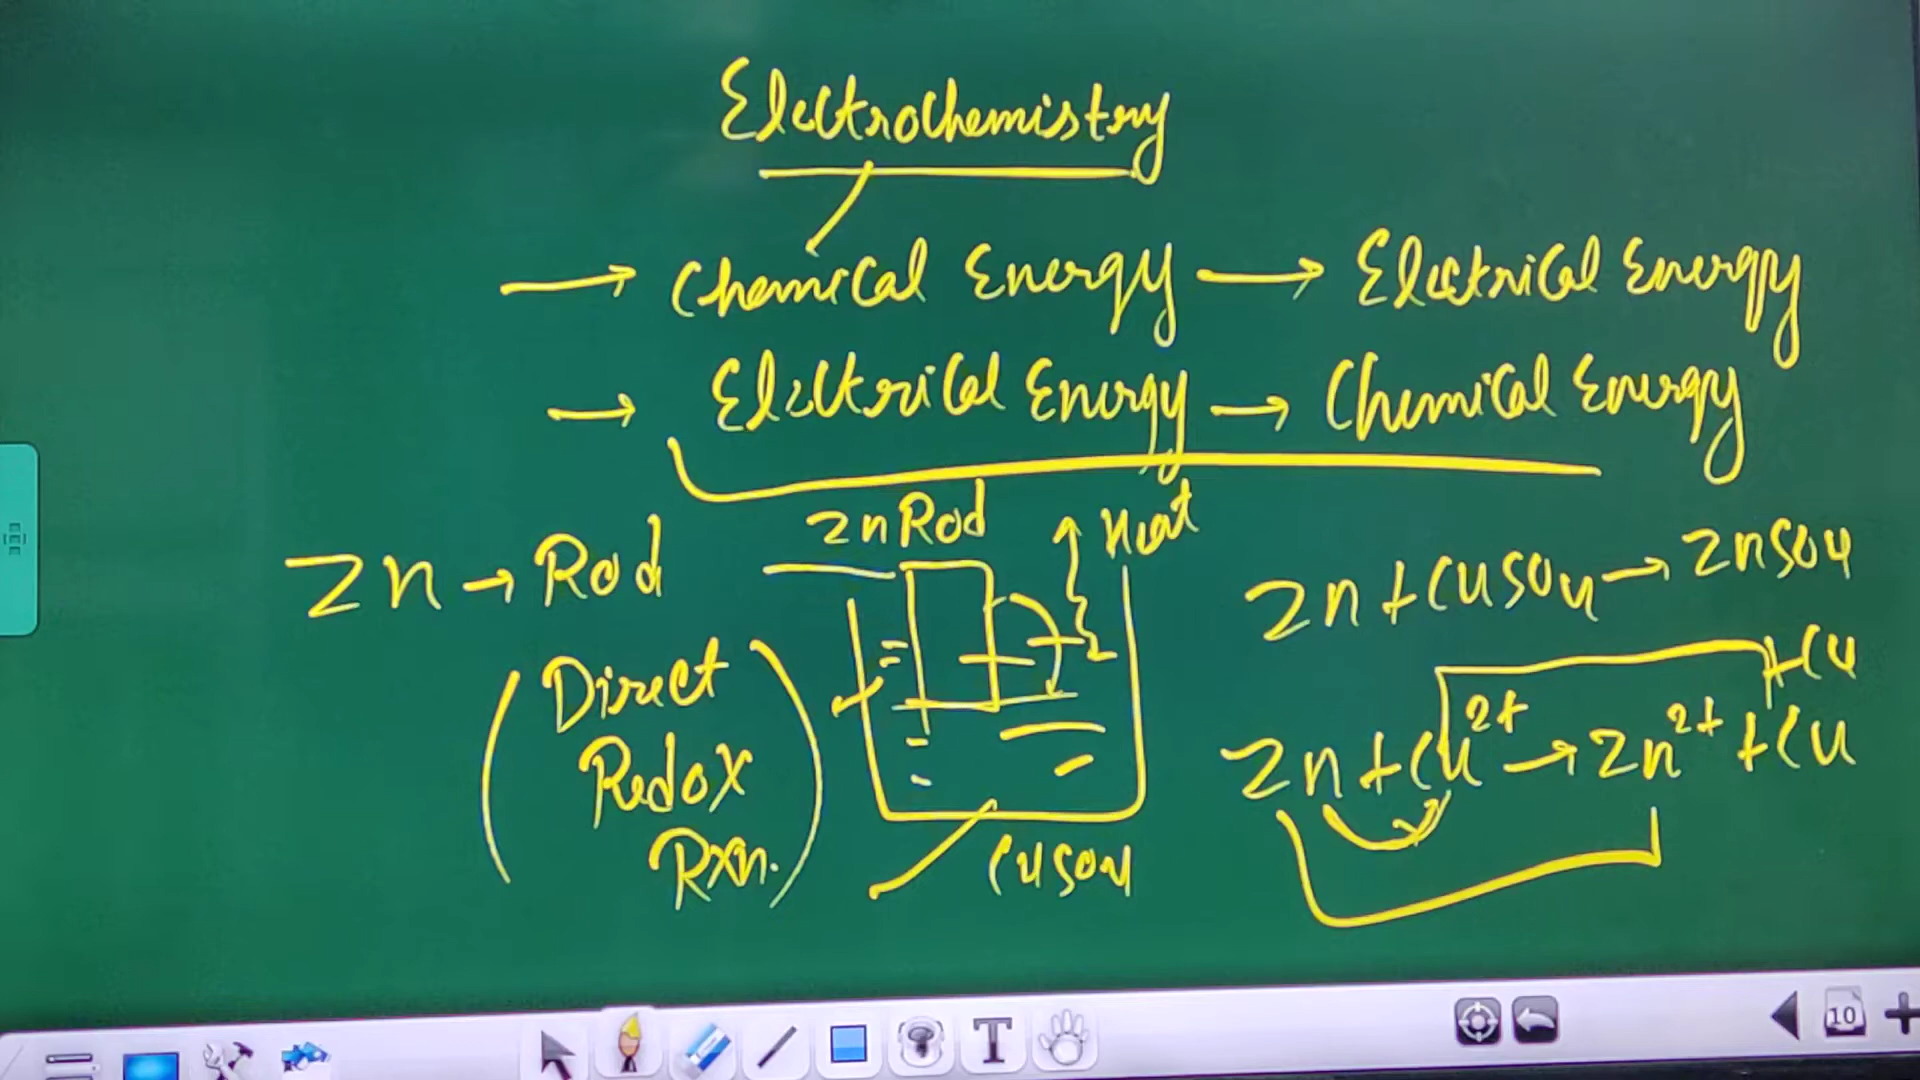 Electrochemistry
→ Chemical Energy → Electrical Energy
→ Electrical Energy → Chemical Energy
Zn → Rod
(Direct
Redox
Rxn.)
Zn Rod
Heat
CuSO4
Zn + CuSO4 → ZnSO4
+ Cu
Zn + Cu2+ → Zn2+ + Cu
T
10